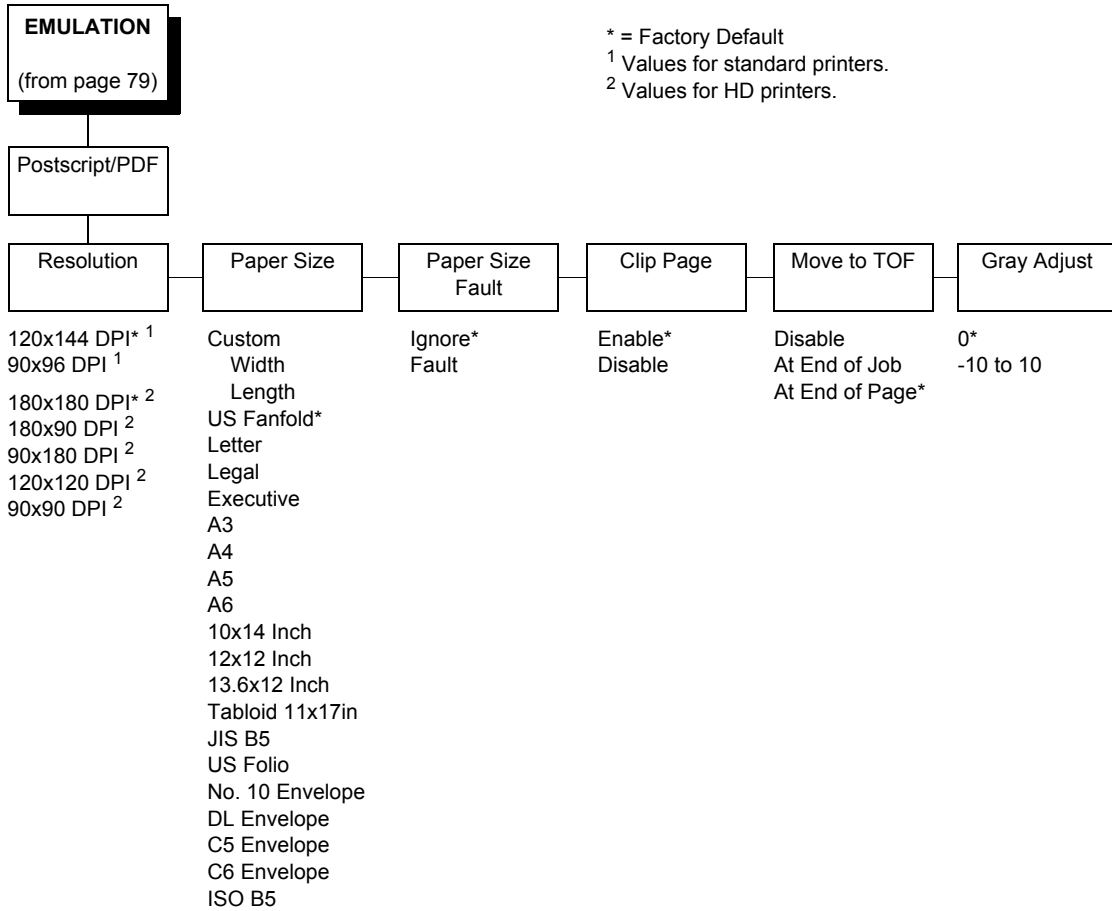 EMULATION
(from page 79)
* = Factory Default
1 Values for standard printers.
2 Values for HD printers.
Postscript/PDF
Resolution
120x144 DPI* 1
90x96 DPI 1
180x180 DPI* 2
180x90 DPI 2
90x180 DPI 2
120x120 DPI 2
90x90 DPI 2
Paper Size
Custom
Width
Length
US Fanfold*
Letter
Legal
Executive
A3
A4
A5
A6
10x14 Inch
12x12 Inch
13.6x12 Inch
Tabloid 11x17in
JIS B5
US Folio
No. 10 Envelope
DL Envelope
C5 Envelope
C6 Envelope
ISO B5
Paper Size
Fault
Ignore*
Fault
Clip Page
Enable*
Disable
Move to TOF
Disable
At End of Job
At End of Page*
Gray Adjust
0*
-10 to 10